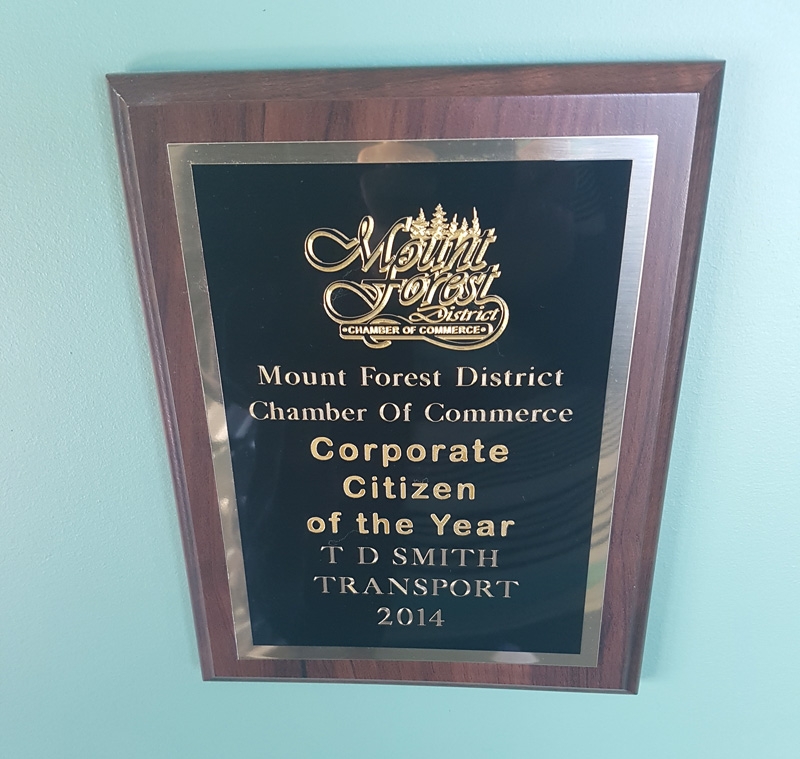 Mount
Forest
District
•CHAMBER OF COMMERCE•
Mount Forest District
Chamber Of Commerce
Corporate
Citizen
of the Year
T D SMITH
TRANSPORT
2014